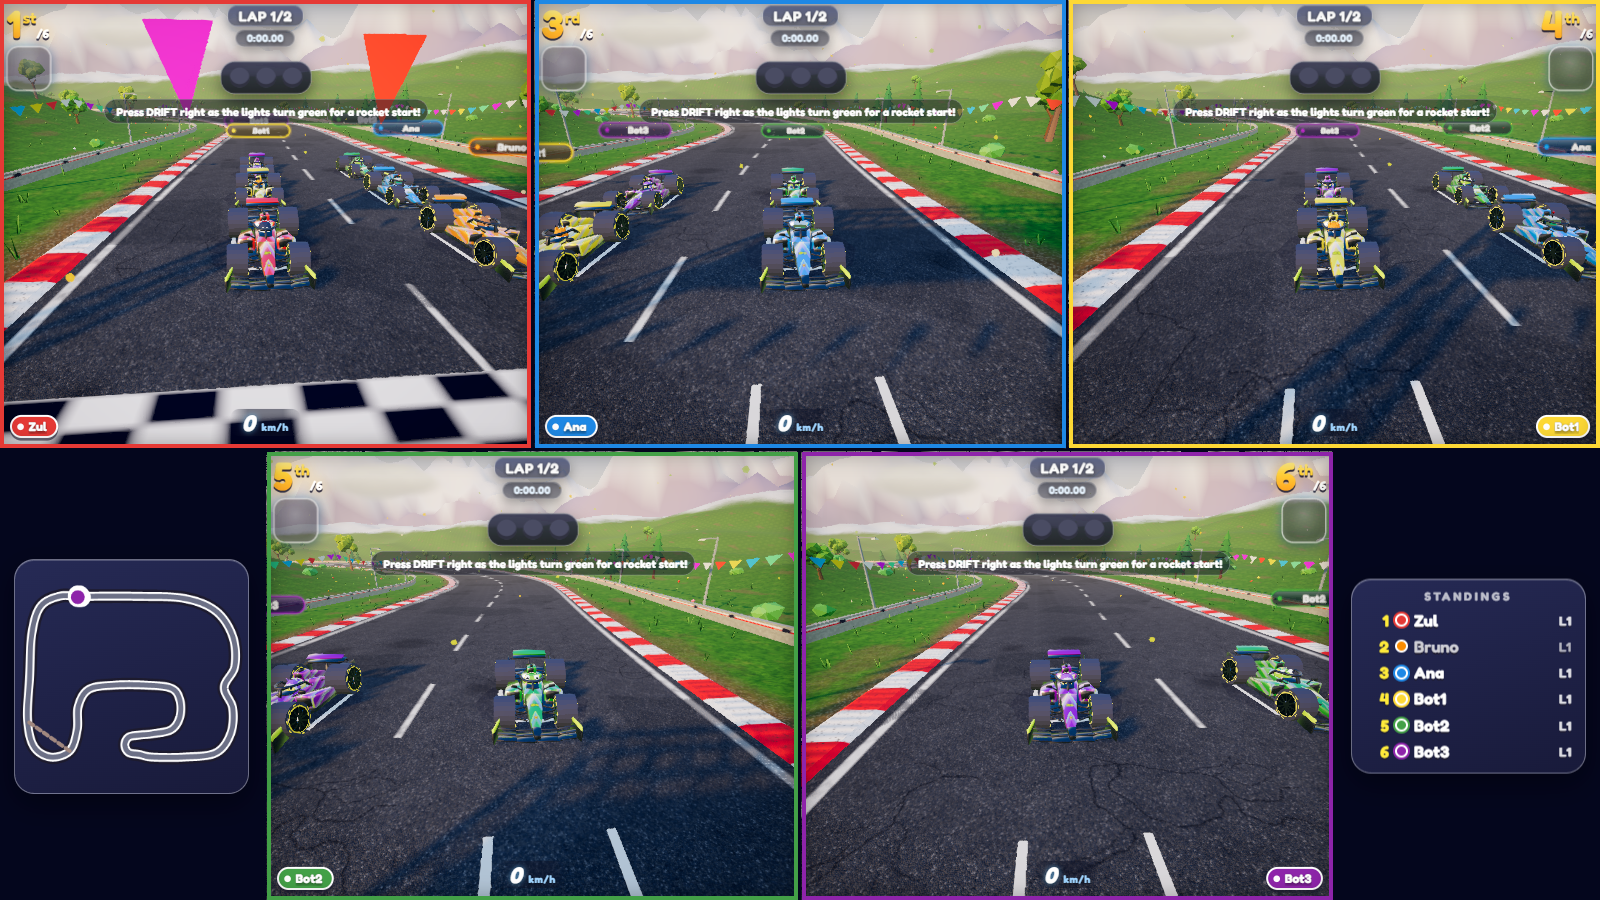 1st/6
LAP 1/2
0:00.00
Press DRIFT right as the lights turn green for a rocket start!
Bot1
Ana
Bruno
Zul
0 km/h
3rd/6
LAP 1/2
0:00.00
Press DRIFT right as the lights turn green for a rocket start!
Bot3
Bot2
Ana
0 km/h
4th/6
LAP 1/2
0:00.00
Press DRIFT right as the lights turn green for a rocket start!
Bot3
Bot2
Ana
0 km/h
Bot1
5th/6
LAP 1/2
0:00.00
Press DRIFT right as the lights turn green for a rocket start!
3
Bot2
0 km/h
6th/6
LAP 1/2
0:00.00
Press DRIFT right as the lights turn green for a rocket start!
Bot2
0 km/h
Bot3
STANDINGS
1 Zul L1
2 Bruno L1
3 Ana L1
4 Bot1 L1
5 Bot2 L1
6 Bot3 L1